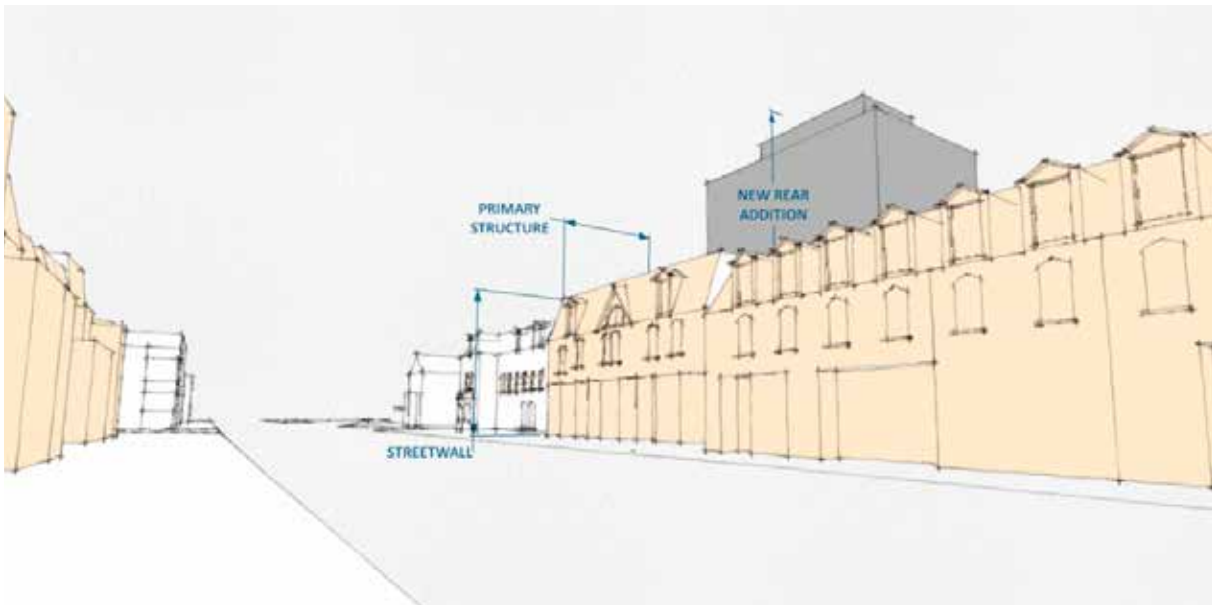 PRIMARY
STRUCTURE
NEW REAR
ADDITION
STREETWALL